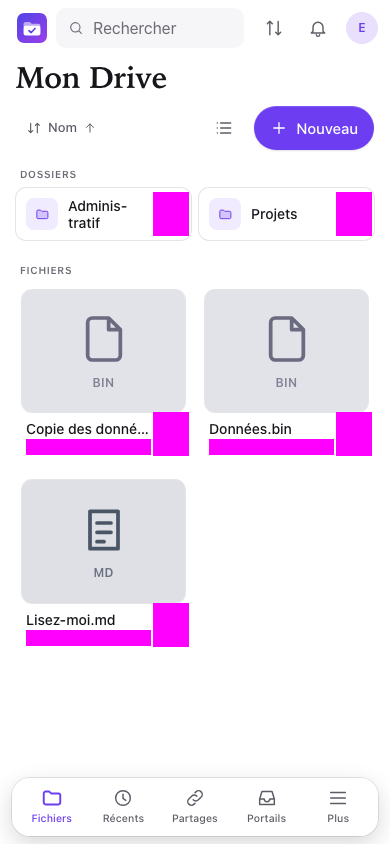 Rechercher
E
Mon Drive
Nom
Nouveau
DOSSIERS
Adminis-
tratif
Projets
FICHIERS
BIN
BIN
Copie des donné...
Données.bin
MD
Lisez-moi.md
Fichiers
Récents
Partages
Portails
Plus